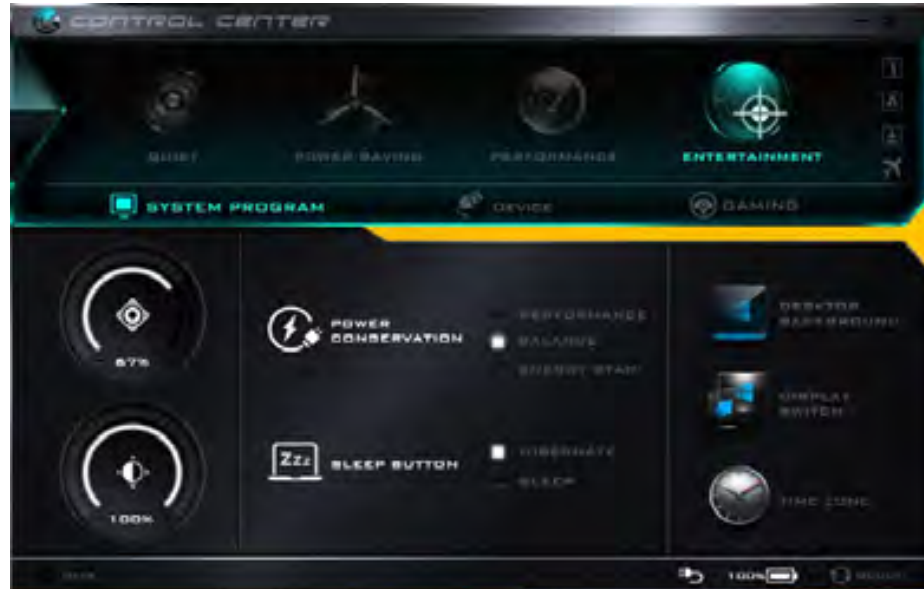 CONTROL CENTER
QUIET
POWER SAVING
PERFORMANCE
ENTERTAINMENT
SYSTEM PROGRAM
DEVICE
GAMING
67%
100%
POWER
CONSERVATION
PERFORMANCE
BALANCE
ENERGY STAR
Zzz
SLEEP BUTTON
HIBERNATE
SLEEP
DESKTOP
BACKGROUND
DISPLAY
SWITCH
TIME ZONE
100%